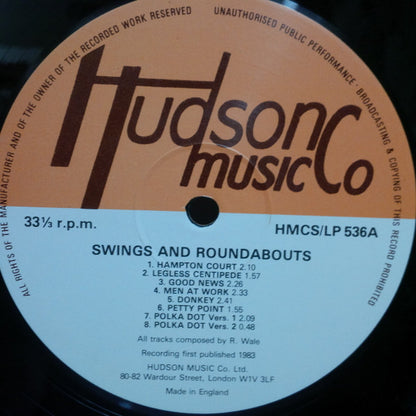 ALL RIGHTS OF THE MANUFACTURER AND OF THE OWNER OF THE RECORDED WORK RESERVED
UNAUTHORISED PUBLIC PERFORMANCE · BROADCASTING & COPYING OF THIS RECORD PROHIBITED
Hudson
music Co
33⅓ r.p.m.
HMCS/LP 536A
SWINGS AND ROUNDABOUTS
1. HAMPTON COURT 2.10
2. LEGLESS CENTIPEDE 1.57
3. GOOD NEWS 2.26
4. MEN AT WORK 2.33
5. DONKEY 2.41
6. PETTY POINT 1.55
7. POLKA DOT Vers. 1 2.09
8. POLKA DOT Vers. 2 0.48
All tracks composed by R. Wale
Recording first published 1983
HUDSON MUSIC Co. Ltd.
80-82 Wardour Street, London W1V 3LF
Made in England